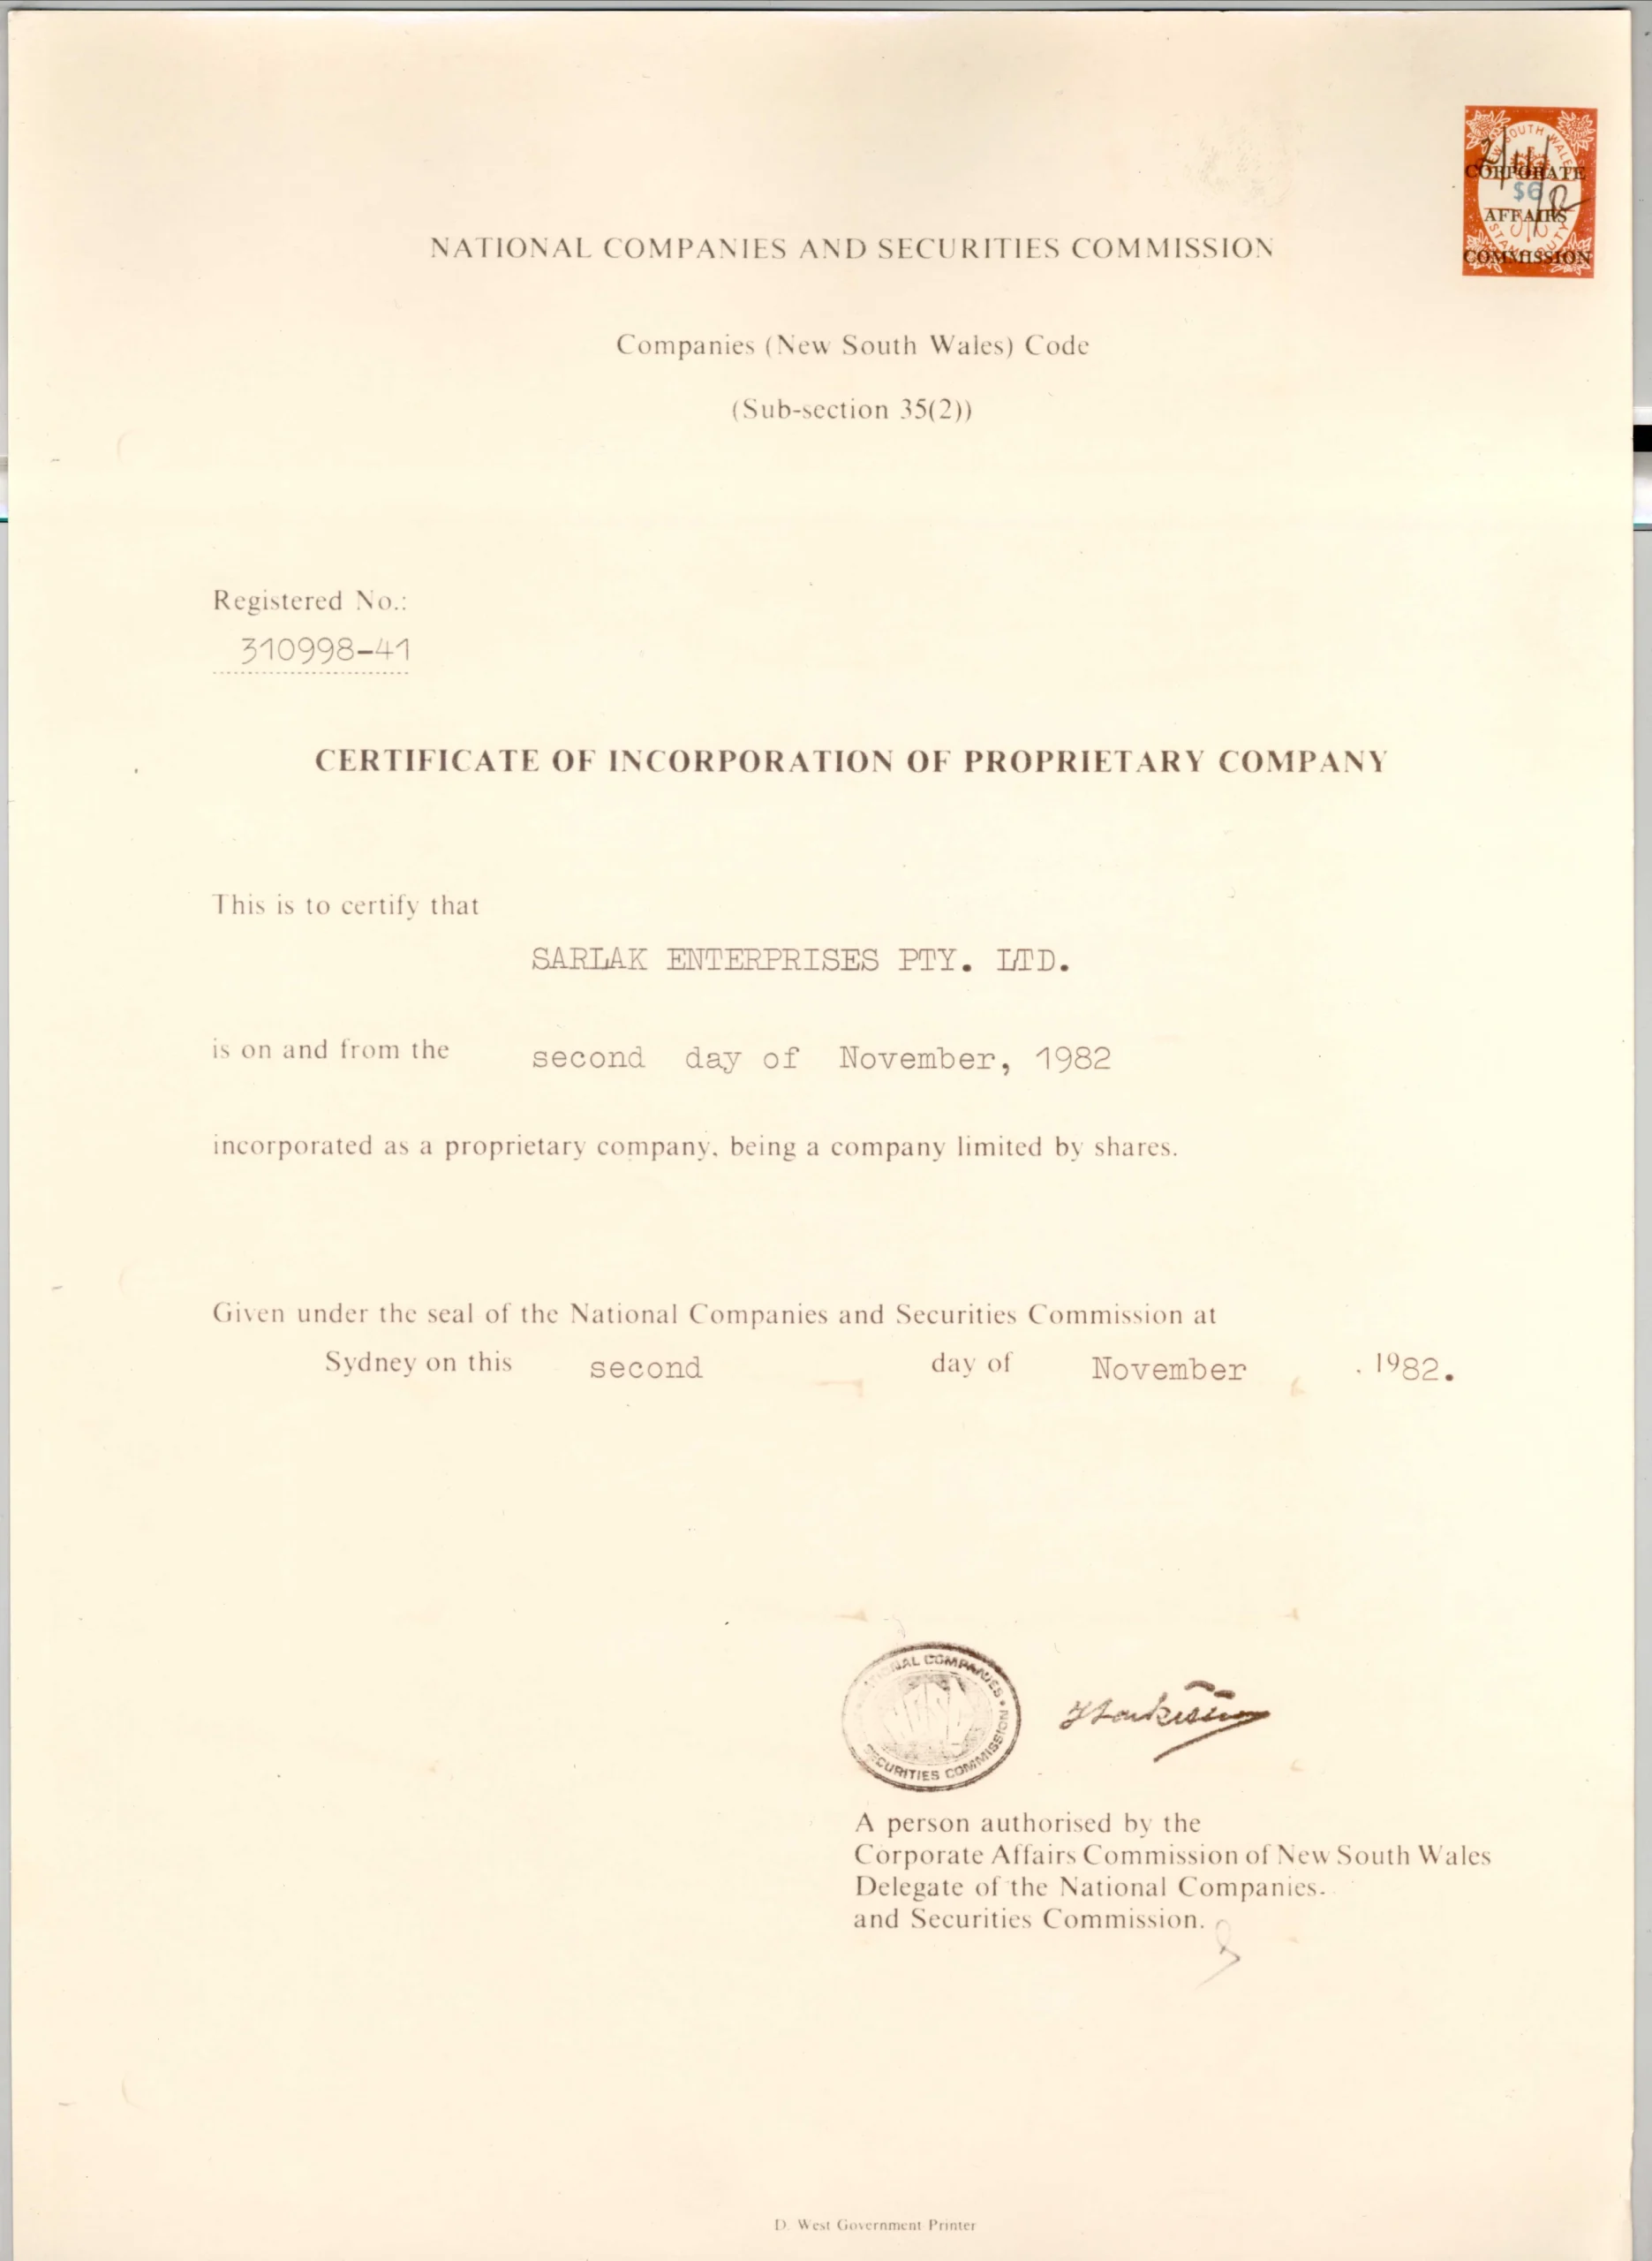 NEW SOUTH WALES
CORPORATE
$6
AFFAIRS
STAMP DUTY
COMMISSION
NATIONAL COMPANIES AND SECURITIES COMMISSION
Companies (New South Wales) Code
(Sub-section 35(2))
Registered No.:
310998-41
CERTIFICATE OF INCORPORATION OF PROPRIETARY COMPANY
This is to certify that
SARLAK ENTERPRISES PTY. LTD.
is on and from the second day of November, 1982
incorporated as a proprietary company, being a company limited by shares.
Given under the seal of the National Companies and Securities Commission at
Sydney on this second day of November . 1982.
NATIONAL COMPANIES
SECURITIES COMMISSION
A person authorised by the
Corporate Affairs Commission of New South Wales
Delegate of the National Companies.
and Securities Commission.
D. West Government Printer